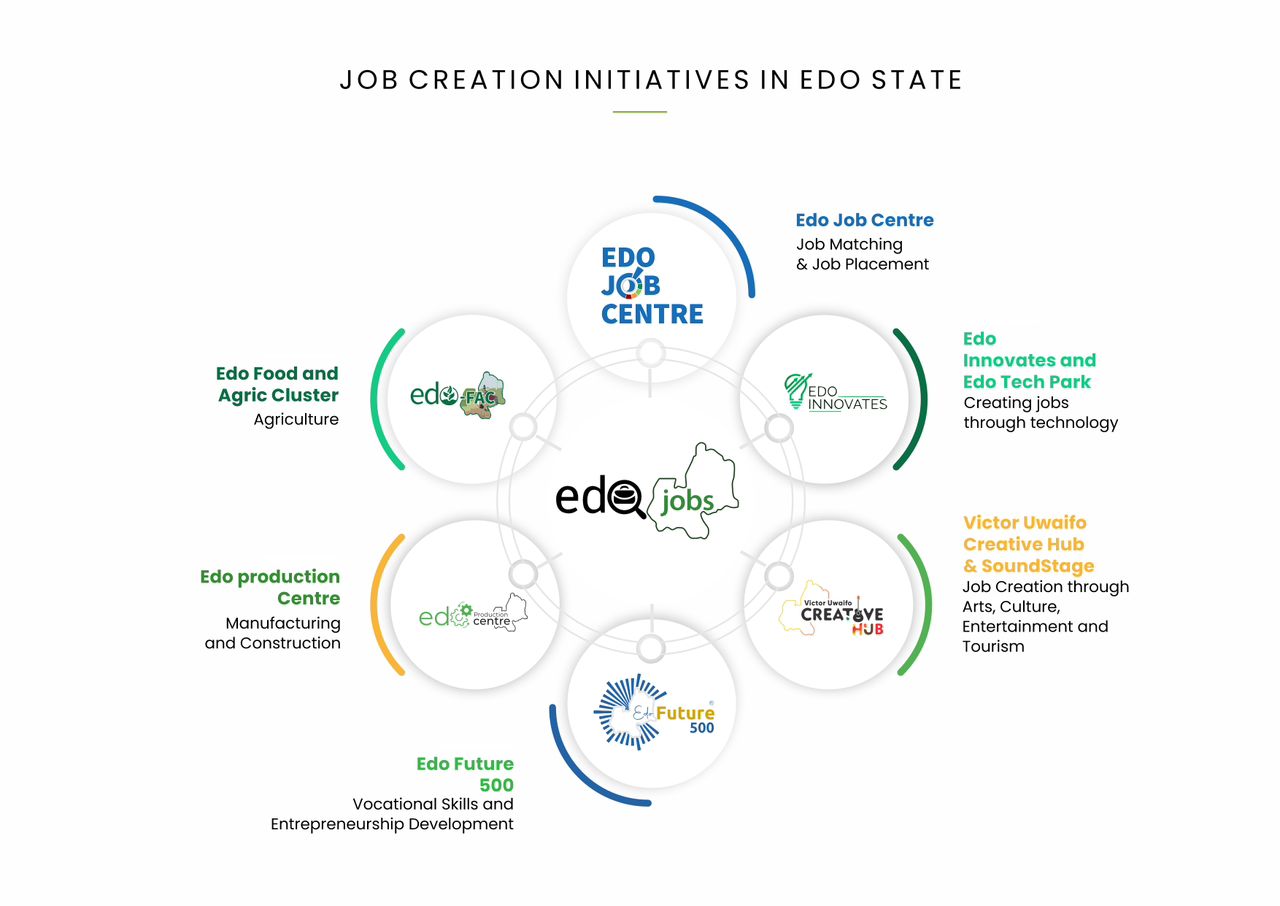 JOB CREATION INITIATIVES IN EDO STATE
EDO
JOB
CENTRE
Edo Job Centre
Job Matching
& Job Placement
EDO
INNOVATES
Edo
Innovates and
Edo Tech Park
Creating jobs
through technology
Victor Uwaifo
CREATIVE
HUB
Victor Uwaifo
Creative Hub
& SoundStage
Job Creation through
Arts, Culture,
Entertainment and
Tourism
Edo Future
500
Edo Future
500
Vocational Skills and
Entrepreneurship Development
edo Production
centre
Edo production
Centre
Manufacturing
and Construction
edo-FAC
Edo Food and
Agric Cluster
Agriculture
edo jobs